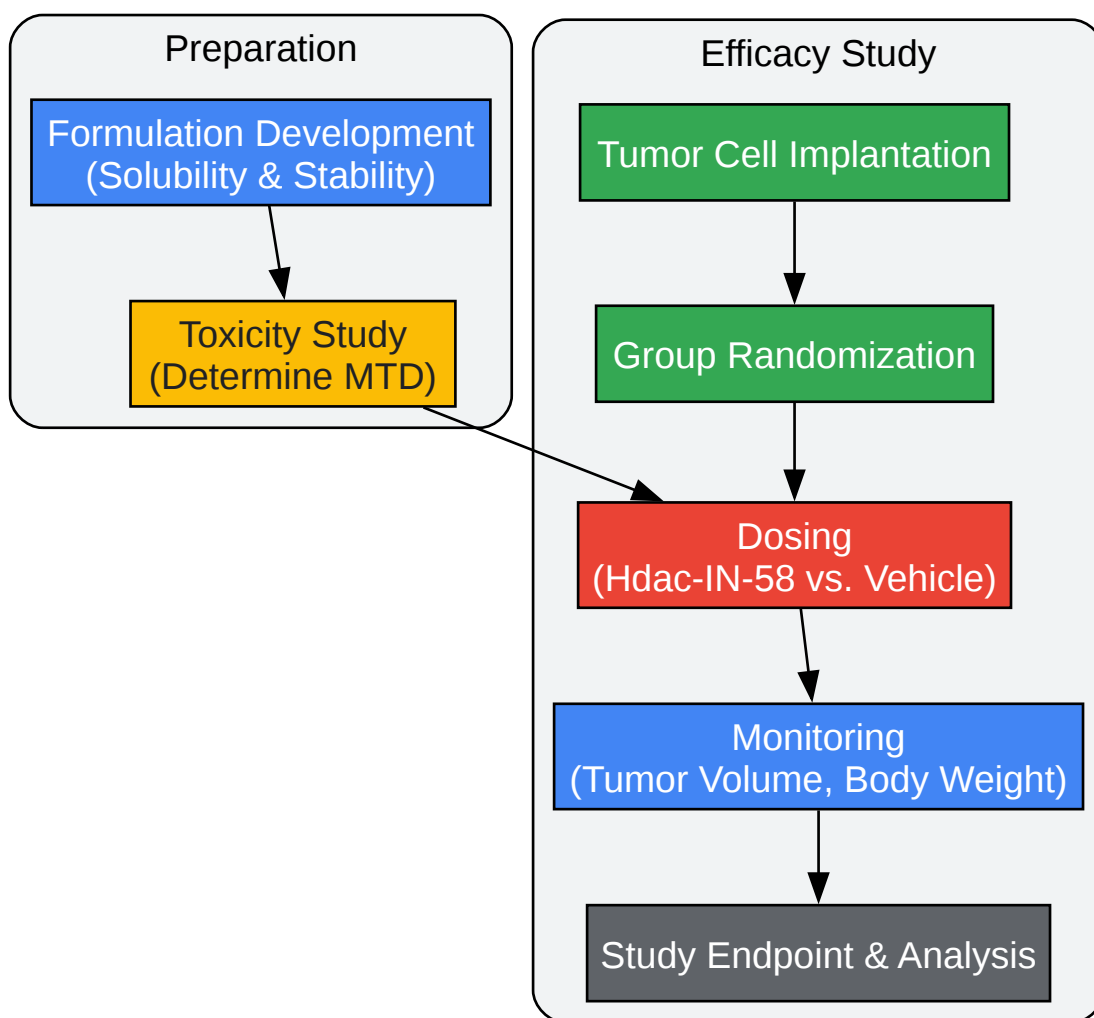 Preparation
Formulation Development
(Solubility & Stability)
Toxicity Study
(Determine MTD)
Efficacy Study
Tumor Cell Implantation
Group Randomization
Dosing
(Hdac-IN-58 vs. Vehicle)
Monitoring
(Tumor Volume, Body Weight)
Study Endpoint & Analysis